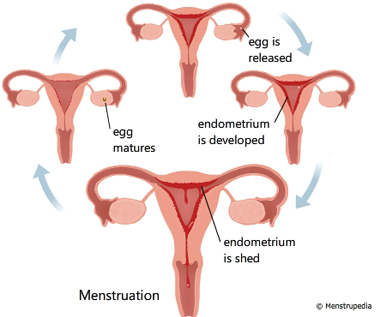 egg is
released
egg
matures
endometrium
is developed
endometrium
is shed
Menstruation
© Menstrupedia